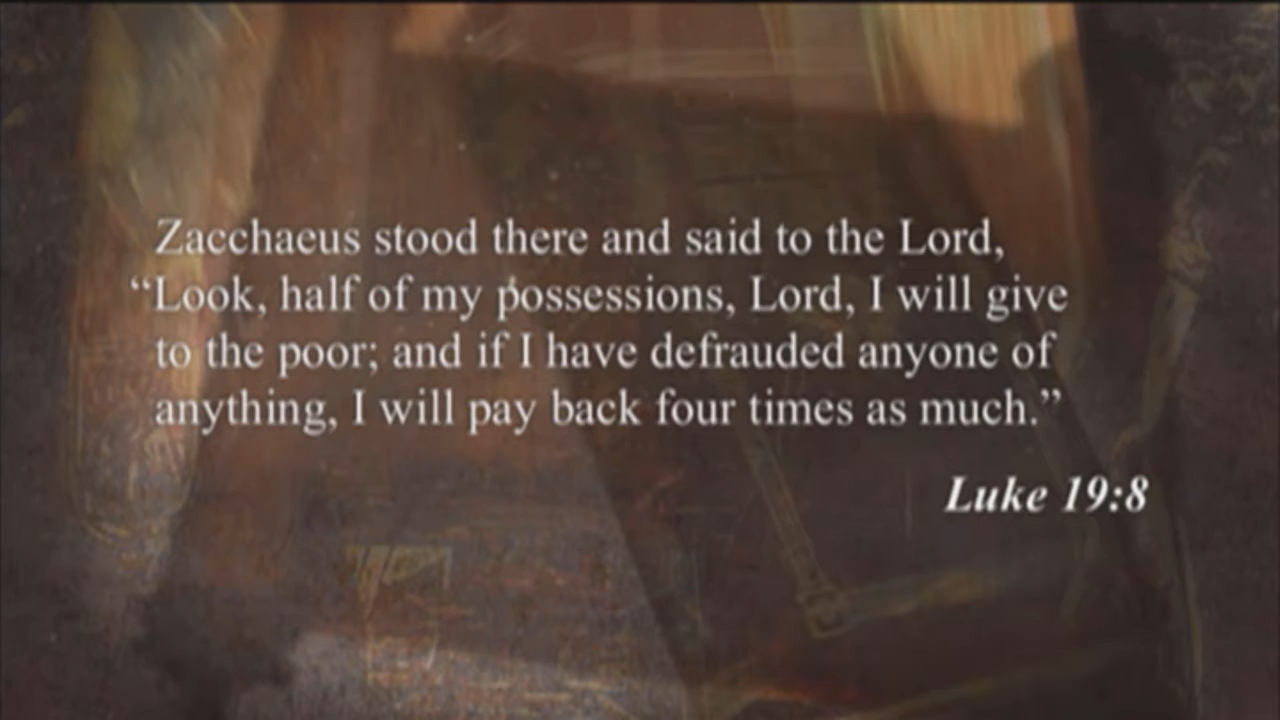 Zacchaeus stood there and said to the Lord,
“Look, half of my possessions, Lord, I will give
to the poor; and if I have defrauded anyone of
anything, I will pay back four times as much.”
Luke 19:8